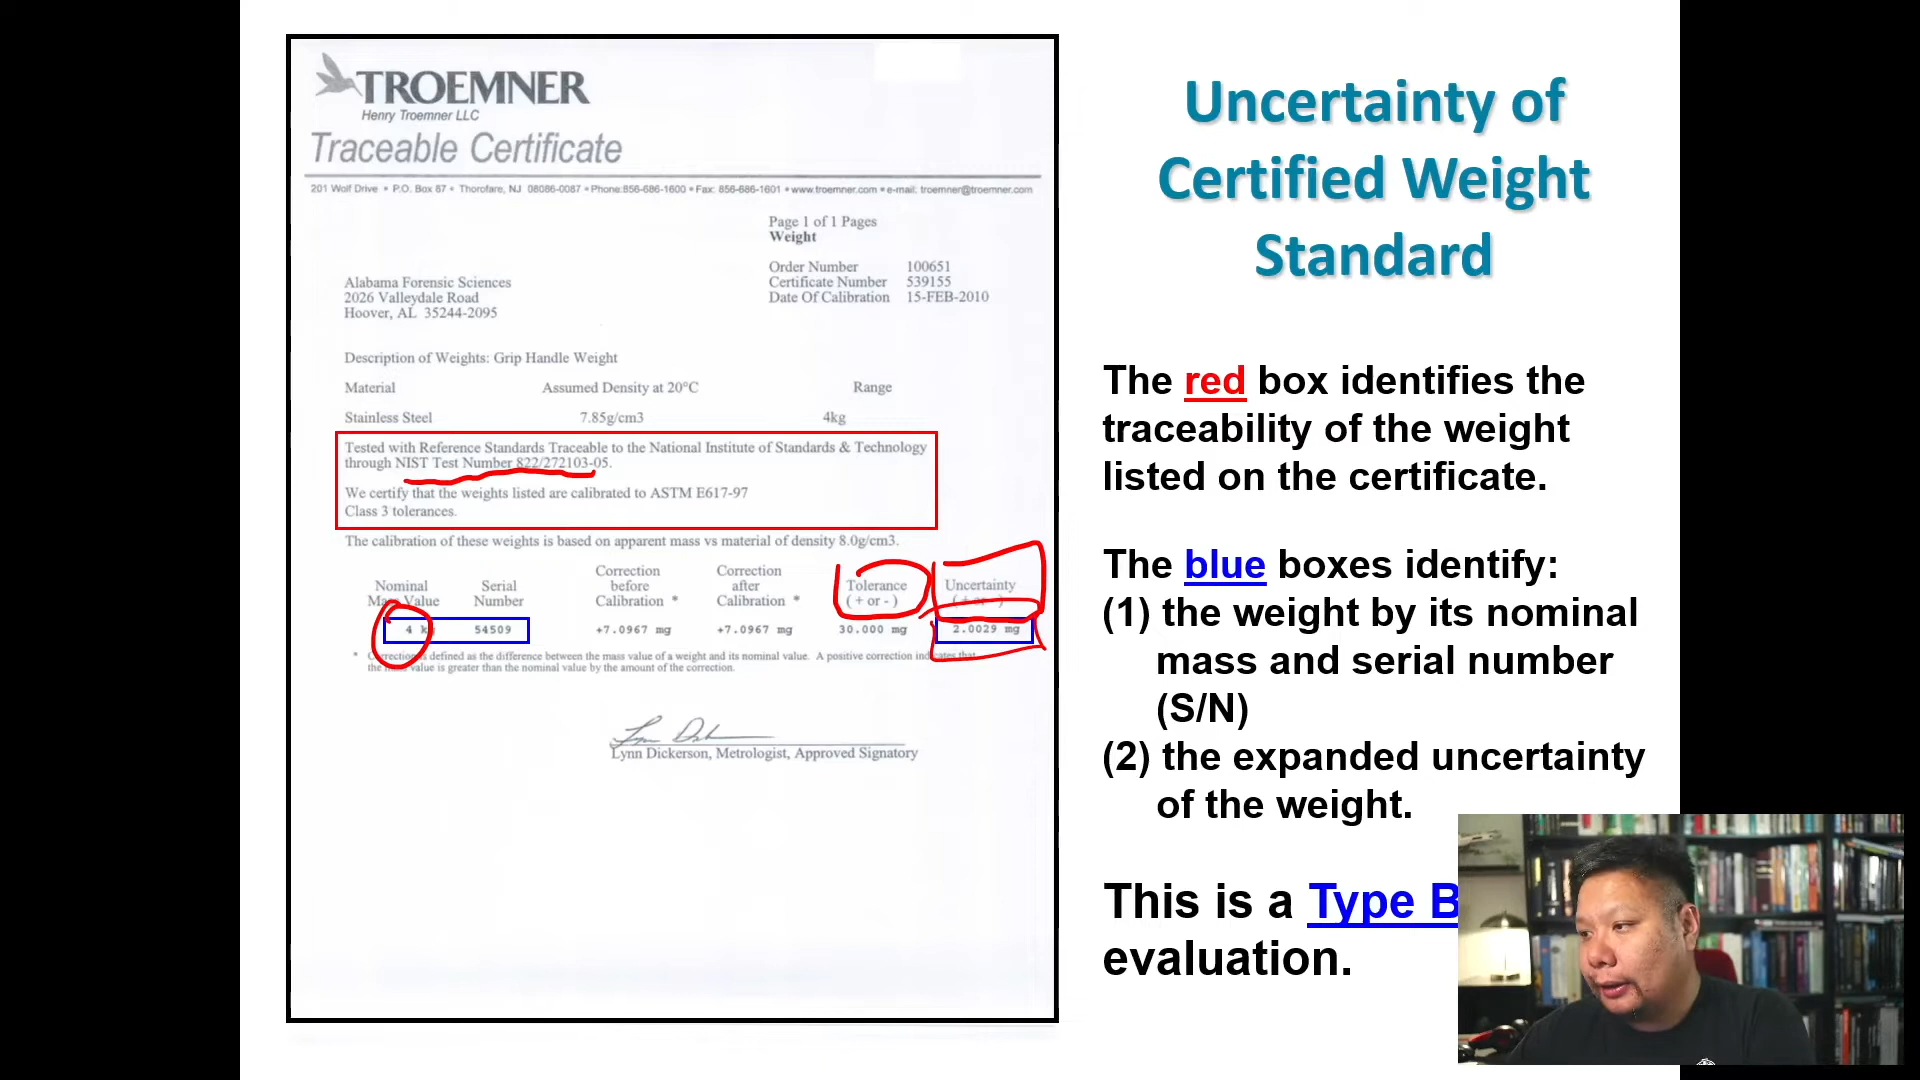 TROEMNER
Henry Troemner LLC
Traceable Certificate
201 Wolf Drive • P.O. Box 87 • Thorofare, NJ 08086-0087 • Phone:856-686-1600 • Fax: 856-686-1601 • www.troemner.com • e-mail: troemner@troemner.com
Page 1 of 1 Pages
Weight
Order Number 100651
Certificate Number 539155
Date Of Calibration 15-FEB-2010
Alabama Forensic Sciences
2026 Valleydale Road
Hoover, AL 35244-2095
Description of Weights: Grip Handle Weight
Material Assumed Density at 20°C Range
Stainless Steel 7.85g/cm3 4kg
Tested with Reference Standards Traceable to the National Institute of Standards & Technology
through NIST Test Number 822/272103-05.
We certify that the weights listed are calibrated to ASTM E617-97
Class 3 tolerances.
The calibration of these weights is based on apparent mass vs material of density 8.0g/cm3.
Nominal Mass Value Serial Number Correction before Calibration * Correction after Calibration * Tolerance (+ or -) Uncertainty (+ or -)
4 kg 54509 +7.0967 mg +7.0967 mg 30.000 mg 2.0029 mg
* Correction is defined as the difference between the mass value of a weight and its nominal value. A positive correction indicates that
the mass value is greater than the nominal value by the amount of the correction.
Lynn Dickerson, Metrologist, Approved Signatory
Uncertainty of
Certified Weight
Standard
The red box identifies the
traceability of the weight
listed on the certificate.
The blue boxes identify:
(1) the weight by its nominal
mass and serial number
(S/N)
(2) the expanded uncertainty
of the weight.
This is a Type B
evaluation.